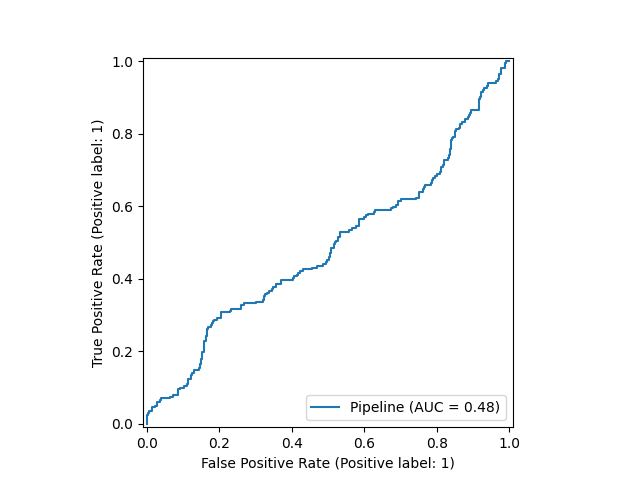 1.0
0.8
0.6
0.4
0.2
0.0
True Positive Rate (Positive label: 1)
Pipeline (AUC = 0.48)
0.0 0.2 0.4 0.6 0.8 1.0
False Positive Rate (Positive label: 1)